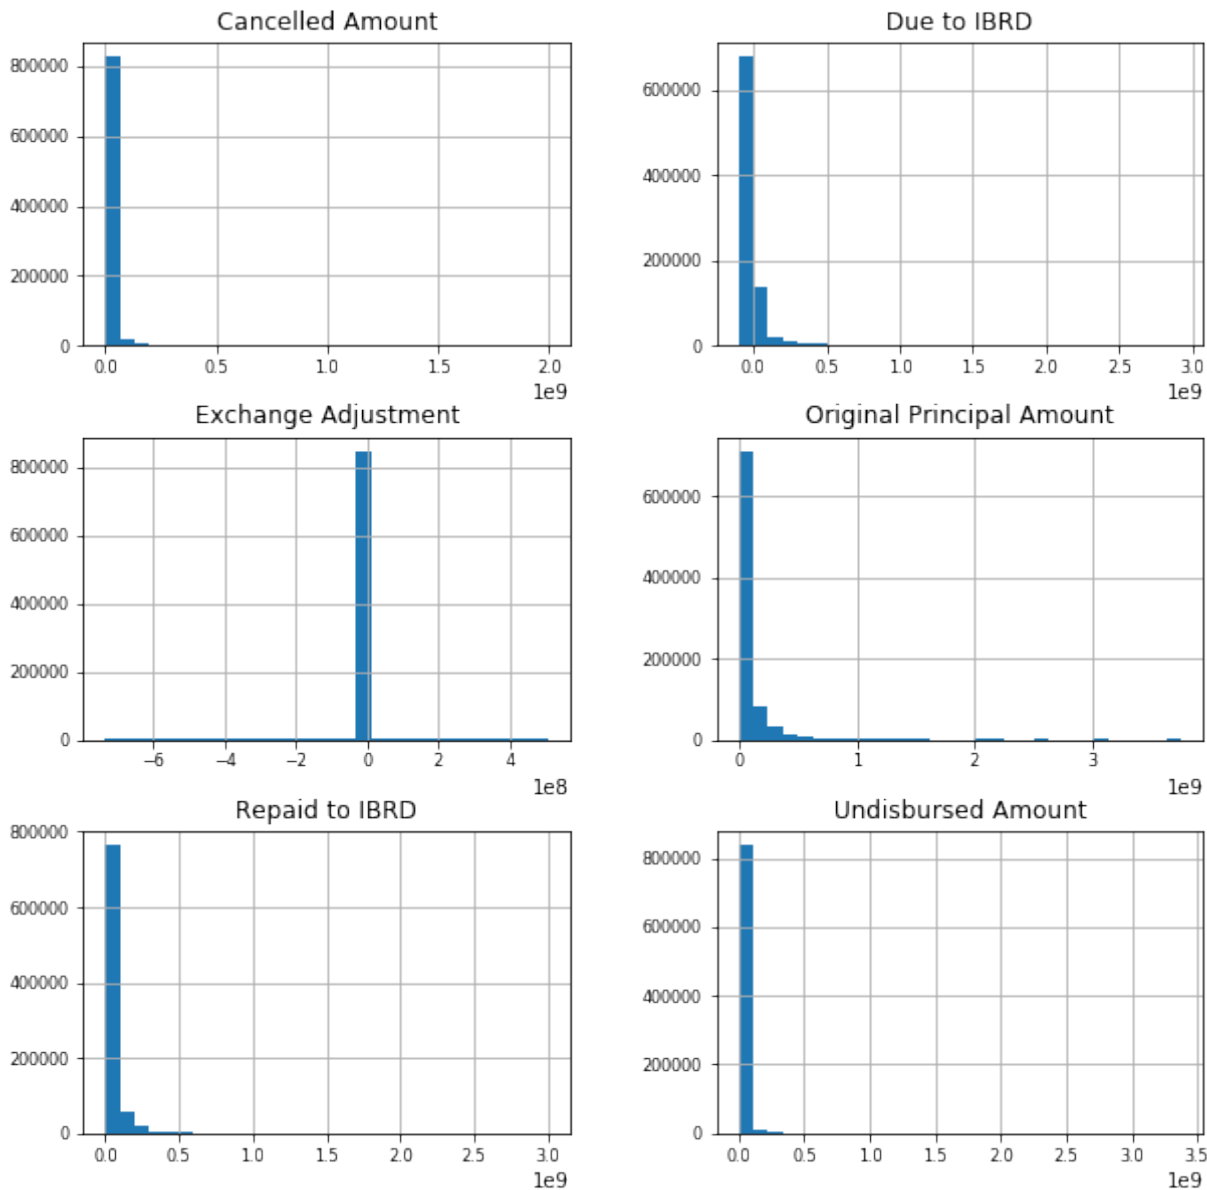 Cancelled Amount
800000
600000
400000
200000
0
0.0 0.5 1.0 1.5 2.0
1e9
Due to IBRD
600000
400000
200000
0
0.0 0.5 1.0 1.5 2.0 2.5 3.0
1e9
Exchange Adjustment
800000
600000
400000
200000
0
−6 −4 −2 0 2 4
1e8
Original Principal Amount
600000
400000
200000
0
0 1 2 3
1e9
Repaid to IBRD
800000
600000
400000
200000
0
0.0 0.5 1.0 1.5 2.0 2.5 3.0
1e9
Undisbursed Amount
800000
600000
400000
200000
0
0.0 0.5 1.0 1.5 2.0 2.5 3.0 3.5
1e9